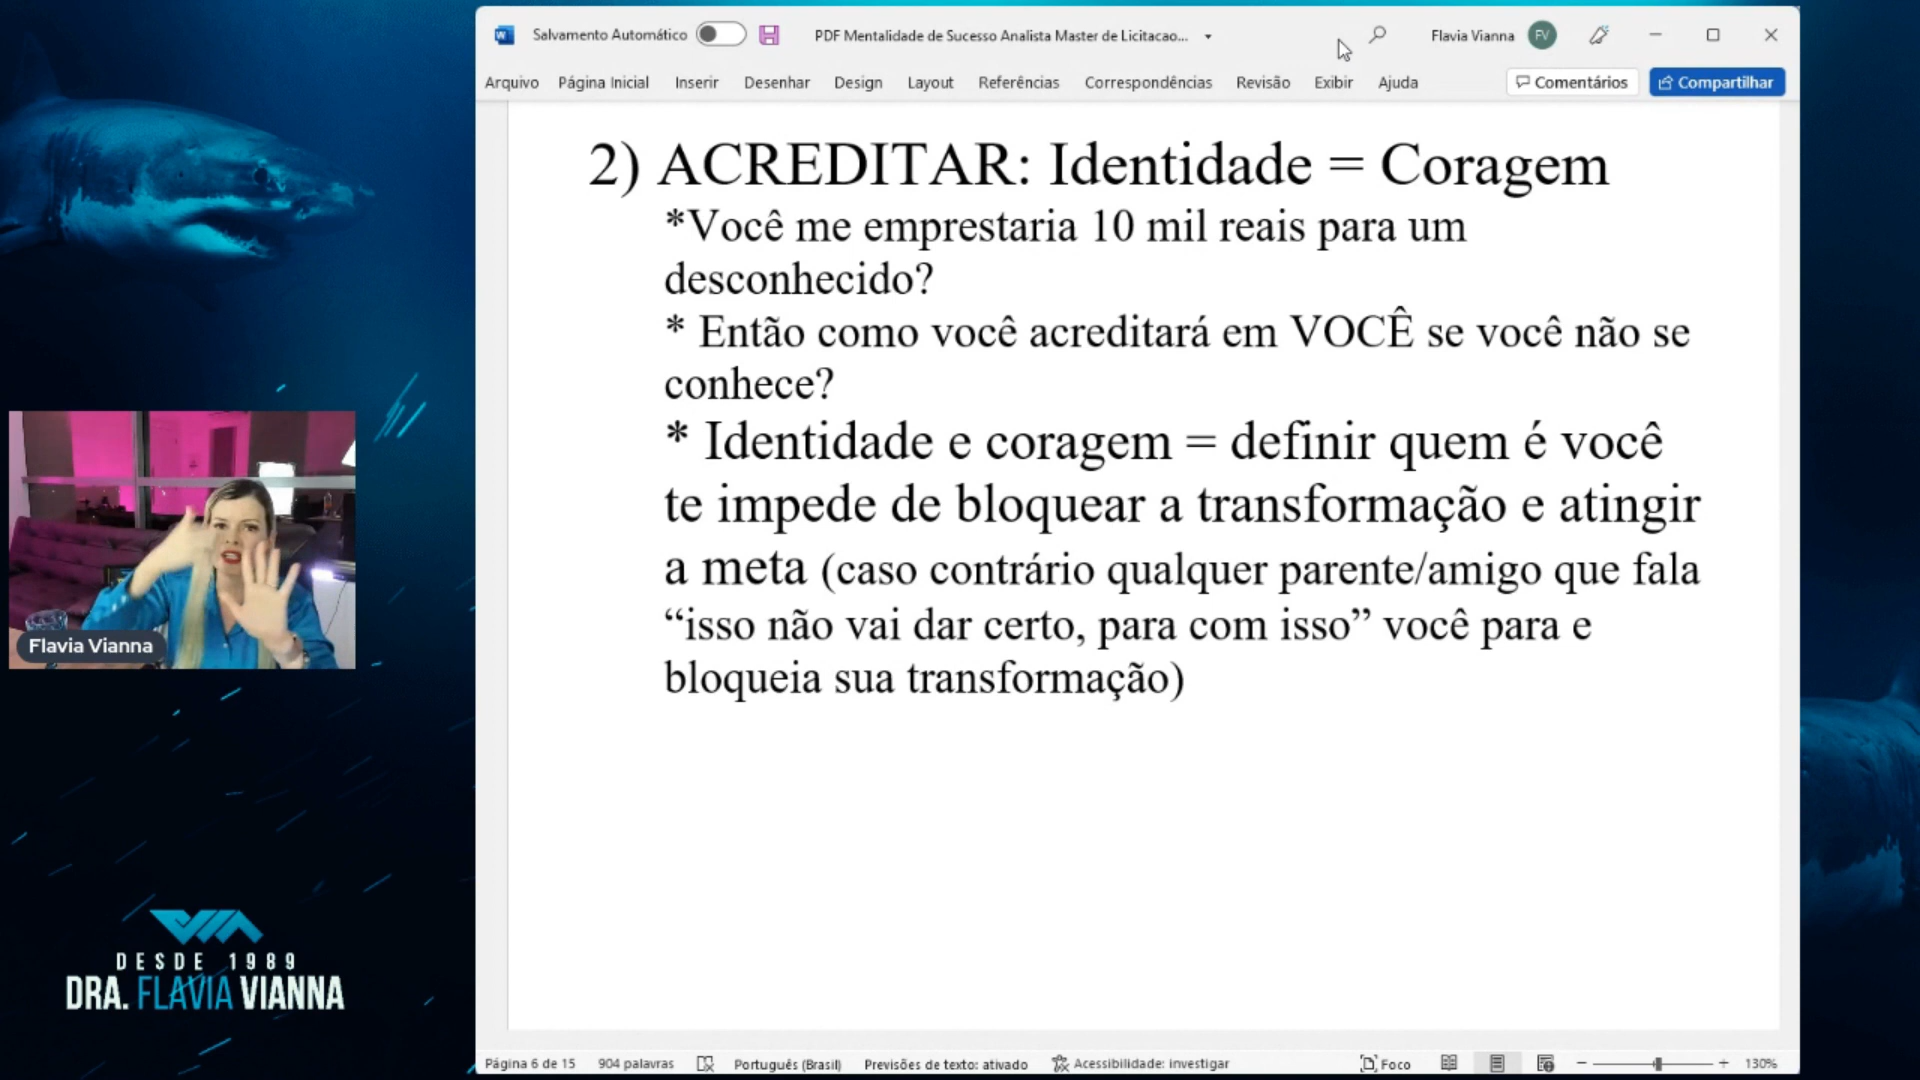 Salvamento Automático
PDF Mentalidade de Sucesso Analista Master de Licitacao...
Flavia Vianna
FV
Arquivo Página Inicial Inserir Desenhar Design Layout Referências Correspondências Revisão Exibir Ajuda
Comentários
Compartilhar
2) ACREDITAR: Identidade = Coragem
*Você me emprestaria 10 mil reais para um
desconhecido?
* Então como você acreditará em VOCÊ se você não se
conhece?
* Identidade e coragem = definir quem é você
te impede de bloquear a transformação e atingir
a meta (caso contrário qualquer parente/amigo que fala
“isso não vai dar certo, para com isso” você para e
bloqueia sua transformação)
Flavia Vianna
DESDE 1989
DRA. FLAVIA VIANNA
Página 6 de 15 904 palavras Português (Brasil) Previsões de texto: ativado Acessibilidade: investigar Foco 130%